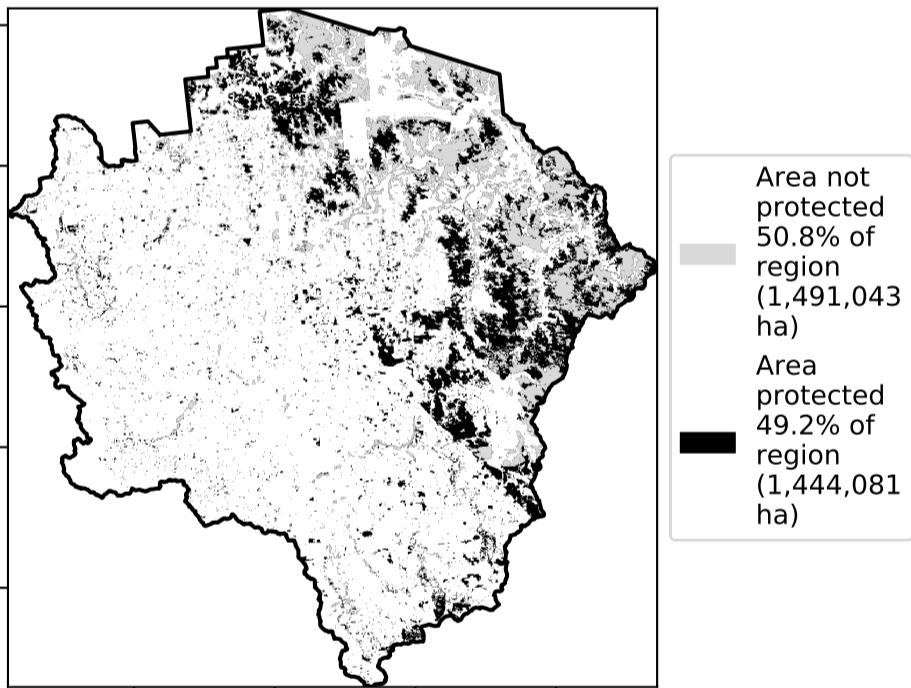 Area not
protected
50.8% of
region
(1,491,043
ha)
Area
protected
49.2% of
region
(1,444,081
ha)